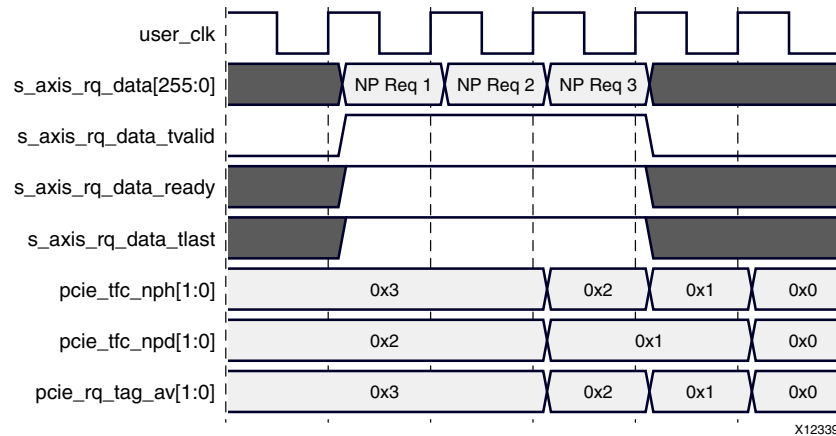 user_clk
s_axis_rq_data[255:0] NP Req 1 NP Req 2 NP Req 3
s_axis_rq_data_tvalid
s_axis_rq_data_ready
s_axis_rq_data_tlast
pcie_tfc_nph[1:0] 0x3 0x2 0x1 0x0
pcie_tfc_npd[1:0] 0x2 0x1 0x0
pcie_rq_tag_av[1:0] 0x3 0x2 0x1 0x0
X12339